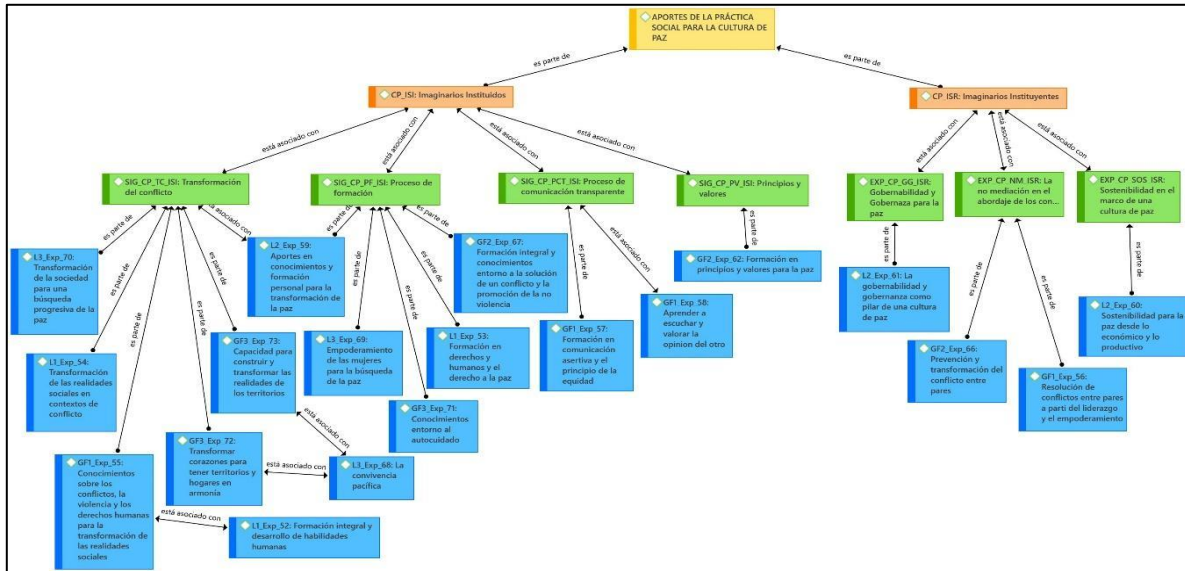 APORTES DE LA PRÁCTICA
SOCIAL PARA LA CULTURA DE
PAZ
es parte de
es parte de
CP_ISI: Imaginarios Instituidos
CP_ISR: Imaginarios Instituyentes
está asociado con
está asociado con
está asociado con
está asociado con
está asociado con
está asociado con
está asociado con
SIG_CP_TC_ISI: Transformación
del conflicto
SIG_CP_PF_ISI: Proceso de
formación
SIG_CP_PCT_ISI: Proceso de
comunicación transparente
SIG_CP_PV_ISI: Principios y
valores
EXP_CP_GG_ISR:
Gobernabilidad y
Gobernaza para la
paz
EXP_CP_NM_ISR: La
no mediación en el
abordaje de los con...
EXP_CP_SOS_ISR:
Sostenibilidad en el
marco de una
cultura de paz
es parte de
está asociado con
es parte de
es parte de
es parte de
es parte de
es parte de
es parte de
es parte de
es parte de
es parte de
es parte de
está asociado con
es parte de
es parte de
es parte de
es parte de
es parte de
L3_Exp_70:
Transformación
de la sociedad
para una
búsqueda
progresiva de la
paz
L2_Exp_59:
Aportes en
conocimientos y
formación
personal para la
transformación de
la paz
GF2_Exp_67:
Formación integral y
conocimientos
entorno a la solución
de un conflicto y la
promoción de la no
violencia
GF2_Exp_62: Formación en
principios y valores para la paz
L2_Exp_61: La
gobernabilidad y
gobernanza como
pilar de una cultura
de paz
L2_Exp_60:
Sostenibilidad para la
paz desde lo
económico y lo
productivo
L1_Exp_54:
Transformación
de las realidades
sociales en
contextos de
conflicto
GF3_Exp_73:
Capacidad para
construir y
transformar las
realidades de los
territorios
L3_Exp_69:
Empoderamiento
de las mujeres
para la búsqueda
de la paz
L1_Exp_53:
Formación en
derechos y
humanos y el
derecho a la paz
GF1_Exp_57:
Formación en
comunicación
asertiva y el
principio de la
equidad
GF1_Exp_58:
Aprender a
escuchar y
valorar la
opinion del otro
GF2_Exp_66:
Prevención y
transformación del
conflicto entre
pares
GF1_Exp_56:
Resolución de
conflictos entre pares
a parti del liderazgo
y el empoderamiento
GF3_Exp_71:
Conocimientos
entorno al
autocuidado
GF1_Exp_55:
Conocimientos
sobre los
conflictos, la
violencia y los
derechos humanas
para la
transformación de
las realidades
sociales
GF3_Exp_72:
Transformar
corazones para
tener territorios y
hogares en
armonía
está asociado con
está asociado con
L3_Exp_68: La
convivencia
pacífica
está asociado con
L1_Exp_52: Formación integral y
desarrollo de habilidades
humanas